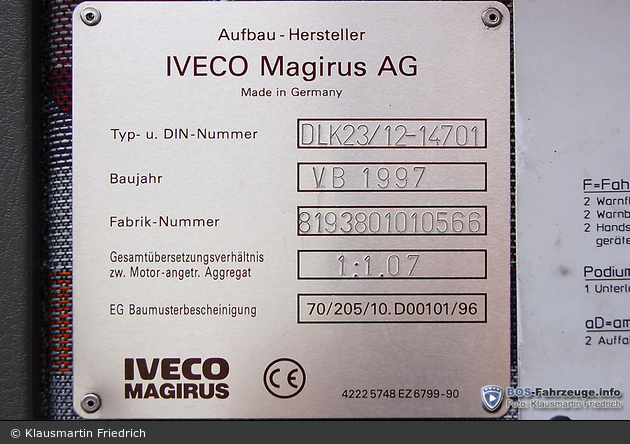 Aufbau - Hersteller
IVECO Magirus AG
Made in Germany
Typ- u. DIN-Nummer DLK23/12-14701
Baujahr VB 1997
Fabrik-Nummer 8193801010566
Gesamtübersetzungsverhältnis
zw. Motor-angetr. Aggregat 1:1.07
EG Baumusterbescheinigung 70/205/10.D00101/96
IVECO
MAGIRUS
CE
4222 5748 EZ 6799-90
F=Fah
2 Warnfl
2 Warnb
2 Hands
geräte
Podium
1 Unterl
aD=am
2 Auffa
BOS-Fahrzeuge.info
Foto: Klausmartin Friedrich
© Klausmartin Friedrich